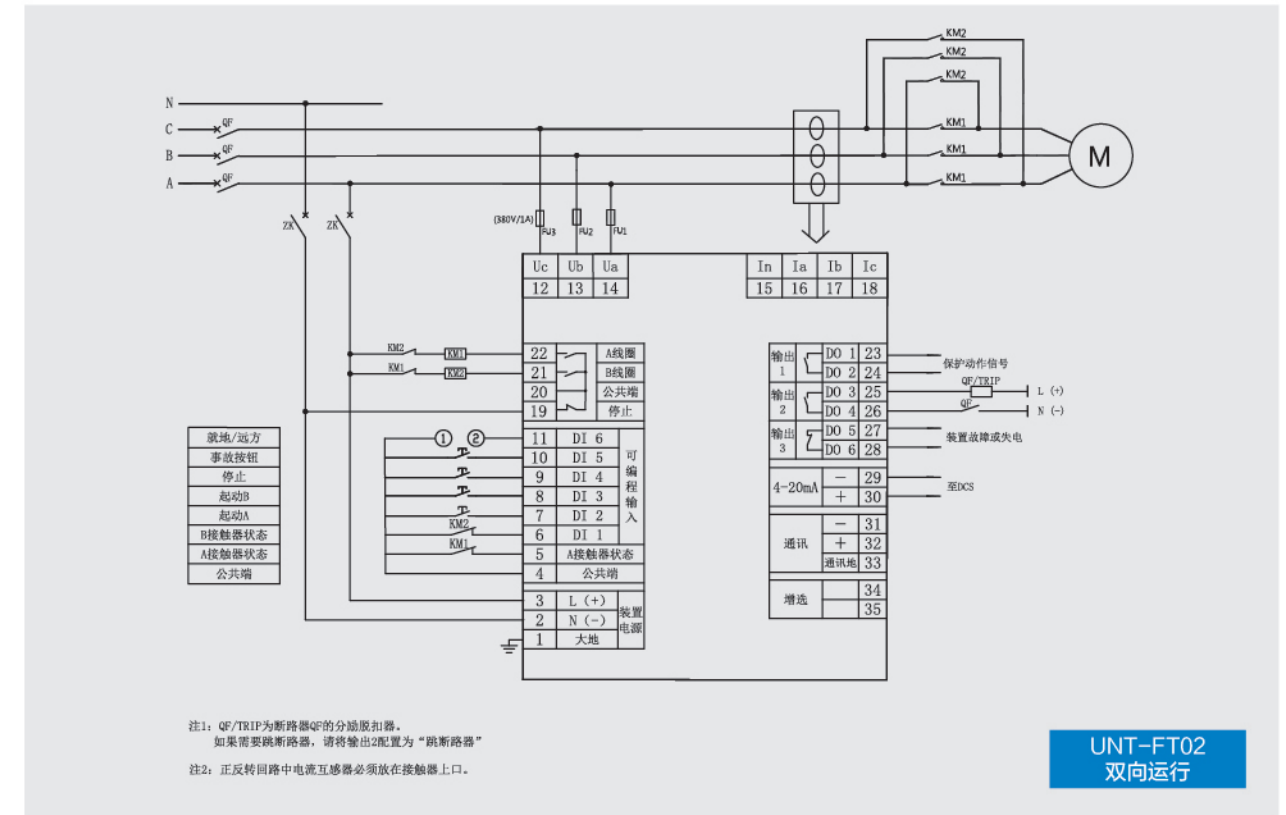 KM2
KM2
KM2
N
C QF KM1
B QF KM1
A QF KM1
M
ZK ZK
(380V/1A) FU3 FU2 FU1
Uc Ub Ua
12 13 14
In Ia Ib Ic
15 16 17 18
KM2 KM1 22 A线圈
KM1 KM2 21 B线圈
20 公共端
19 停止
① ② 11 DI 6
10 DI 5
9 DI 4
8 DI 3
7 DI 2
KM2 6 DI 1
KM1 5 A接触器状态
4 公共端
可编程输入
3 L (+)
2 N (-)
1 大地
装置电源
就地/远方
事故按钮
停止
起动B
起动A
B接触器状态
A接触器状态
公共端
输出1 DO 1 23
DO 2 24
保护动作信号
输出2 DO 3 25 QF/TRIP L (+)
DO 4 26 QF N (-)
输出3 DO 5 27
DO 6 28
装置故障或失电
4-20mA - 29
+ 30
至DCS
通讯 - 31
+ 32
通讯地 33
增选 34
35
注1: QF/TRIP为断路器QF的分励脱扣器。
如果需要跳断路器, 请将输出2配置为“跳断路器”
注2: 正反转回路中电流互感器必须放在接触器上口。
UNT-FT02
双向运行